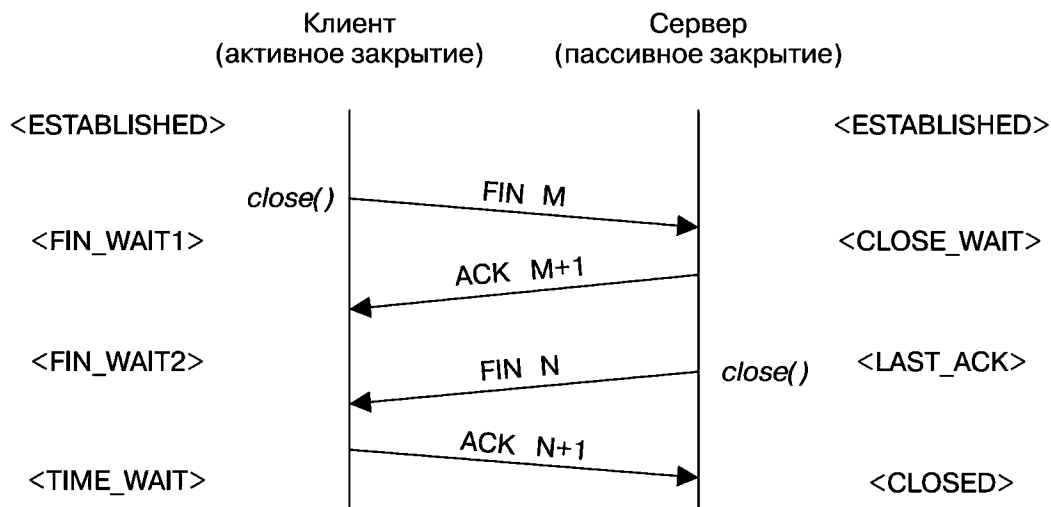 Клиент
(активное закрытие)
Сервер
(пассивное закрытие)
<ESTABLISHED>
<ESTABLISHED>
close()
FIN M
<FIN_WAIT1>
<CLOSE_WAIT>
ACK M+1
<FIN_WAIT2>
FIN N
close()
<LAST_ACK>
ACK N+1
<TIME_WAIT>
<CLOSED>